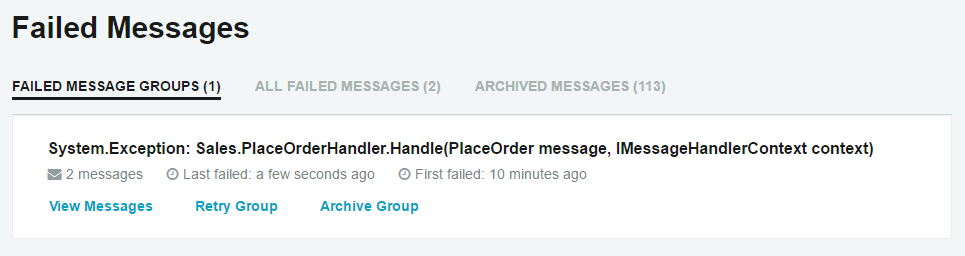 Failed Messages
FAILED MESSAGE GROUPS (1) ALL FAILED MESSAGES (2) ARCHIVED MESSAGES (113)
System.Exception: Sales.PlaceOrderHandler.Handle(PlaceOrder message, IMessageHandlerContext context)
2 messages Last failed: a few seconds ago First failed: 10 minutes ago
View Messages Retry Group Archive Group